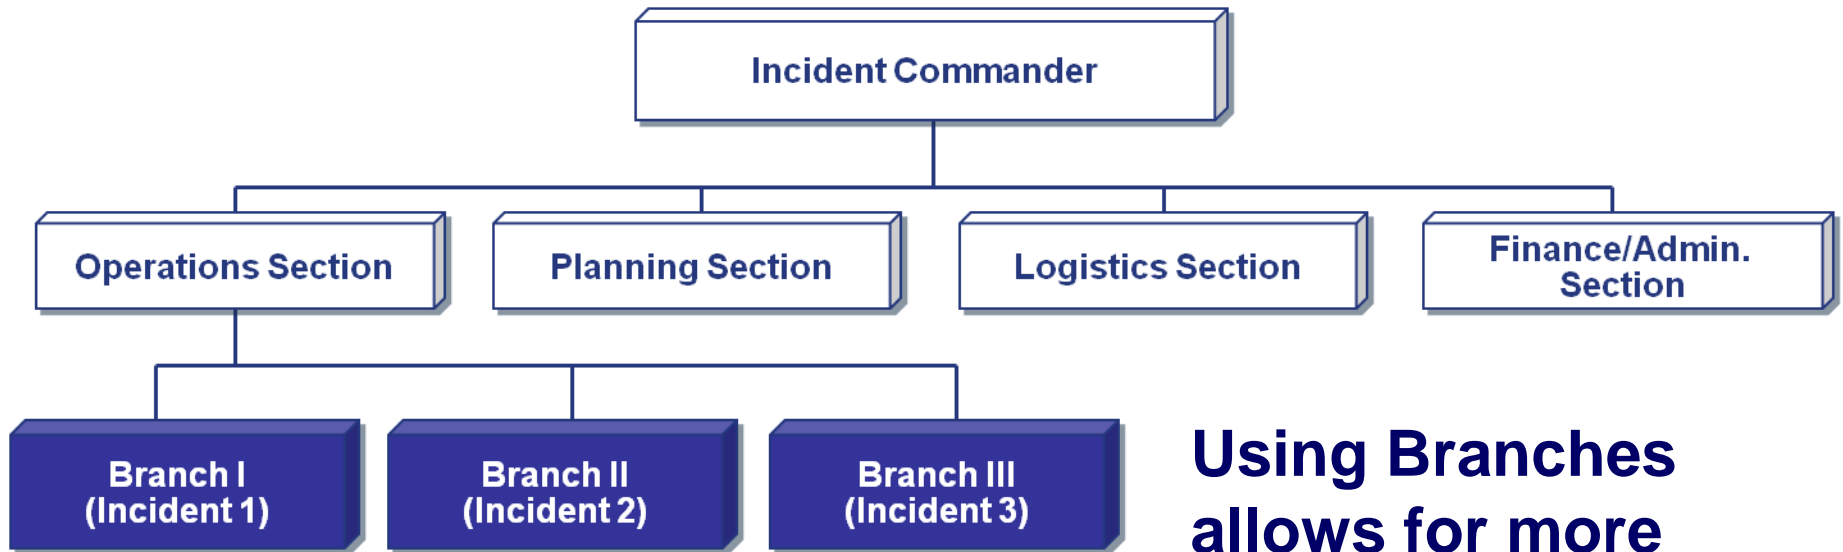 Incident Commander
Operations Section
Planning Section
Logistics Section
Finance/Admin.
Section
Branch I
(Incident 1)
Branch II
(Incident 2)
Branch III
(Incident 3)
Using Branches
allows for more